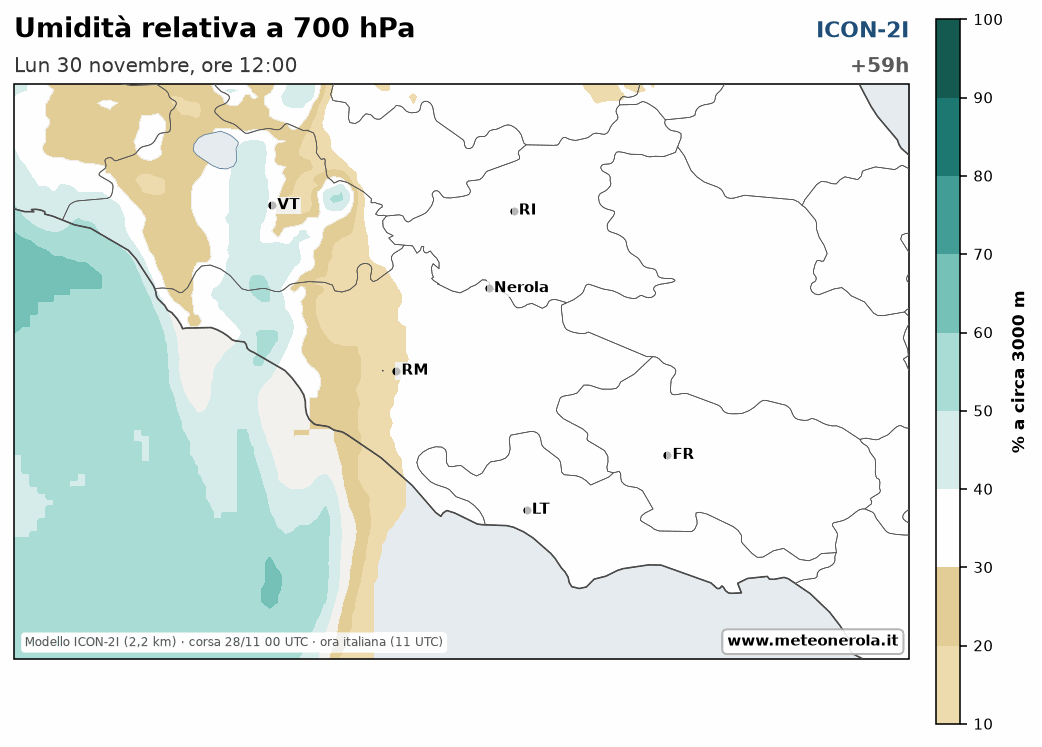 Umidità relativa a 700 hPa
ICON-2I
Lun 30 novembre, ore 12:00
+59h
100
90
80
70
60
50
40
30
20
10
% a circa 3000 m
VT
RI
Nerola
RM
FR
LT
Modello ICON-2I (2,2 km) · corsa 28/11 00 UTC · ora italiana (11 UTC)
www.meteonerola.it